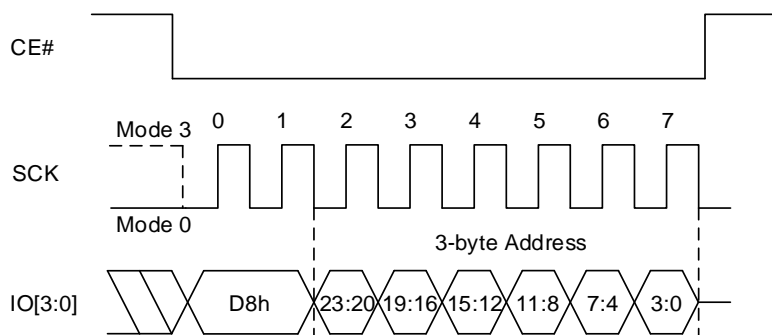 CE#
Mode 3 0 1 2 3 4 5 6 7
SCK
Mode 0
3-byte Address
IO[3:0] D8h 23:20 19:16 15:12 11:8 7:4 3:0